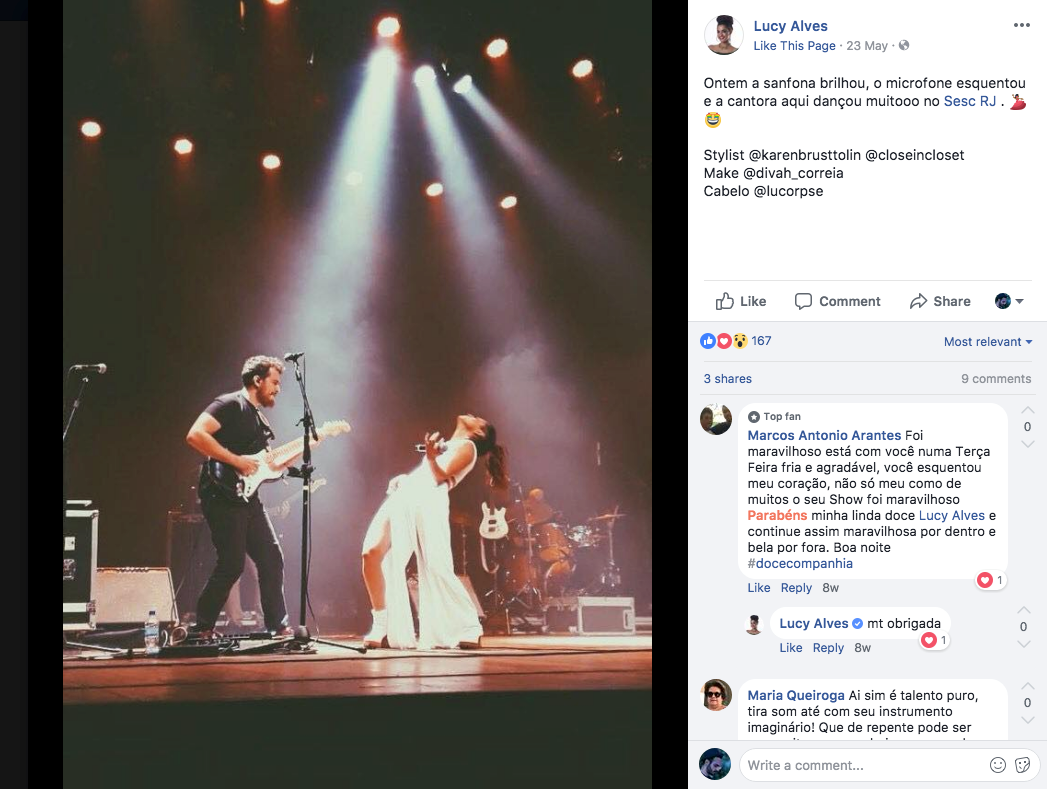 Lucy Alves
Like This Page · 23 May ·
Ontem a sanfona brilhou, o microfone esquentou
e a cantora aqui dançou muitooo no Sesc RJ . 💃
🤩
Stylist @karenbrusttolin @closeincloset
Make @divah_correia
Cabelo @lucorpse
Like Comment Share
167 Most relevant
3 shares 9 comments
Top fan
Marcos Antonio Arantes Foi
maravilhoso está com você numa Terça
Feira fria e agradável, você esquentou
meu coração, não só meu como de
muitos o seu Show foi maravilhoso
Parabéns minha linda doce Lucy Alves e
continue assim maravilhosa por dentro e
bela por fora. Boa noite
#docecompanhia
0
1
Like Reply 8w
Lucy Alves mt obrigada
0
1
Like Reply 8w
Maria Queiroga Ai sim é talento puro,
tira som até com seu instrumento
imaginário! Que de repente pode ser
0
Write a comment...